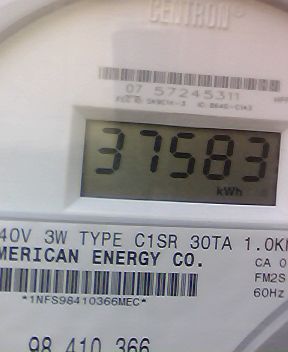 CENTRON®
07 57245311
37583
kWh
40V 3W TYPE C1SR 30TA 1.0K
MERICAN ENERGY CO.
CA 0
FM2S
60Hz
*1NFS98410366MEC*
98 410 366